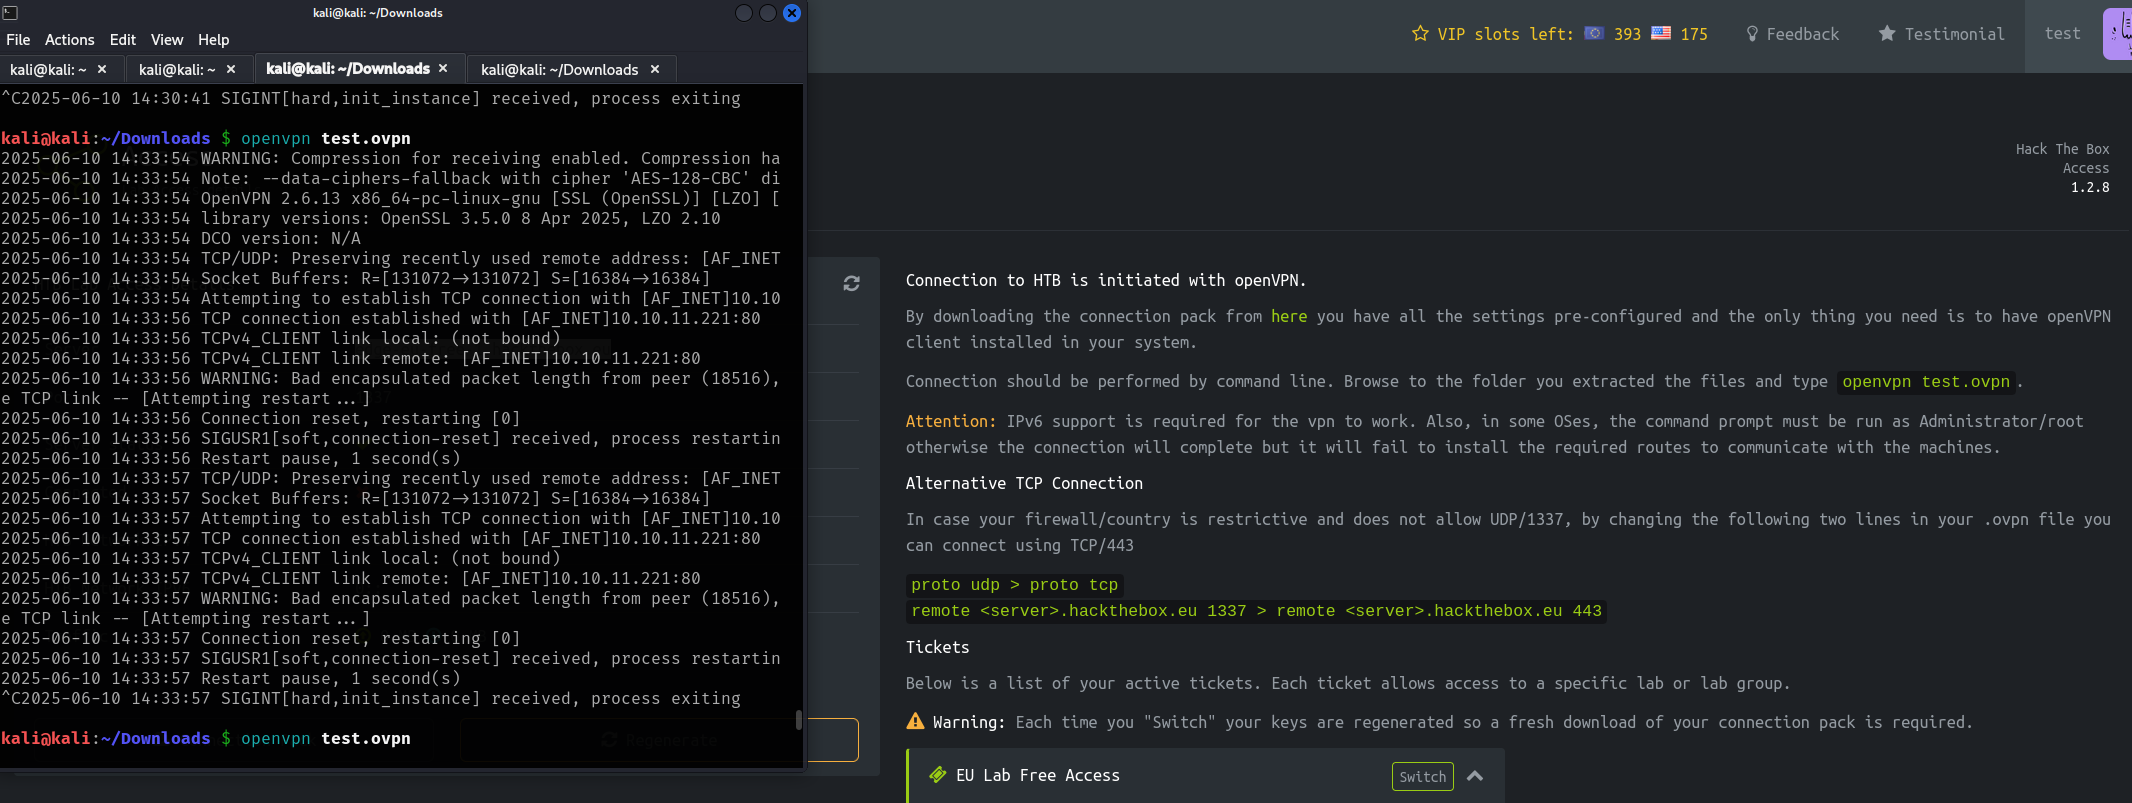 kali@kali: ~/Downloads
File Actions Edit View Help
kali@kali: ~ × kali@kali: ~ × kali@kali: ~/Downloads × kali@kali: ~/Downloads ×
^C2025-06-10 14:30:41 SIGINT[hard,init_instance] received, process exiting
kali@kali:~/Downloads $ openvpn test.ovpn
2025-06-10 14:33:54 WARNING: Compression for receiving enabled. Compression ha
2025-06-10 14:33:54 Note: --data-ciphers-fallback with cipher 'AES-128-CBC' di
2025-06-10 14:33:54 OpenVPN 2.6.13 x86_64-pc-linux-gnu [SSL (OpenSSL)] [LZO] [
2025-06-10 14:33:54 library versions: OpenSSL 3.5.0 8 Apr 2025, LZO 2.10
2025-06-10 14:33:54 DCO version: N/A
2025-06-10 14:33:54 TCP/UDP: Preserving recently used remote address: [AF_INET
2025-06-10 14:33:54 Socket Buffers: R=[131072->131072] S=[16384->16384]
2025-06-10 14:33:54 Attempting to establish TCP connection with [AF_INET]10.10
2025-06-10 14:33:56 TCP connection established with [AF_INET]10.10.11.221:80
2025-06-10 14:33:56 TCPv4_CLIENT link local: (not bound)
2025-06-10 14:33:56 TCPv4_CLIENT link remote: [AF_INET]10.10.11.221:80
2025-06-10 14:33:56 WARNING: Bad encapsulated packet length from peer (18516),
e TCP link -- [Attempting restart...]
2025-06-10 14:33:56 Connection reset, restarting [0]
2025-06-10 14:33:56 SIGUSR1[soft,connection-reset] received, process restartin
2025-06-10 14:33:56 Restart pause, 1 second(s)
2025-06-10 14:33:57 TCP/UDP: Preserving recently used remote address: [AF_INET
2025-06-10 14:33:57 Socket Buffers: R=[131072->131072] S=[16384->16384]
2025-06-10 14:33:57 Attempting to establish TCP connection with [AF_INET]10.10
2025-06-10 14:33:57 TCP connection established with [AF_INET]10.10.11.221:80
2025-06-10 14:33:57 TCPv4_CLIENT link local: (not bound)
2025-06-10 14:33:57 TCPv4_CLIENT link remote: [AF_INET]10.10.11.221:80
2025-06-10 14:33:57 WARNING: Bad encapsulated packet length from peer (18516),
e TCP link -- [Attempting restart...]
2025-06-10 14:33:57 Connection reset, restarting [0]
2025-06-10 14:33:57 SIGUSR1[soft,connection-reset] received, process restartin
2025-06-10 14:33:57 Restart pause, 1 second(s)
^C2025-06-10 14:33:57 SIGINT[hard,init_instance] received, process exiting
kali@kali:~/Downloads $ openvpn test.ovpn
Regenerate
VIP slots left: 393 175 Feedback Testimonial test
Hack The Box
Access
1.2.8
Connection to HTB is initiated with openVPN.
By downloading the connection pack from here you have all the settings pre-configured and the only thing you need is to have openVPN
client installed in your system.
Connection should be performed by command line. Browse to the folder you extracted the files and type openvpn test.ovpn.
Attention: IPv6 support is required for the vpn to work. Also, in some OSes, the command prompt must be run as Administrator/root
otherwise the connection will complete but it will fail to install the required routes to communicate with the machines.
Alternative TCP Connection
In case your firewall/country is restrictive and does not allow UDP/1337, by changing the following two lines in your .ovpn file you
can connect using TCP/443
proto udp > proto tcp
remote <server>.hackthebox.eu 1337 > remote <server>.hackthebox.eu 443
Tickets
Below is a list of your active tickets. Each ticket allows access to a specific lab or lab group.
Warning: Each time you "Switch" your keys are regenerated so a fresh download of your connection pack is required.
EU Lab Free Access Switch